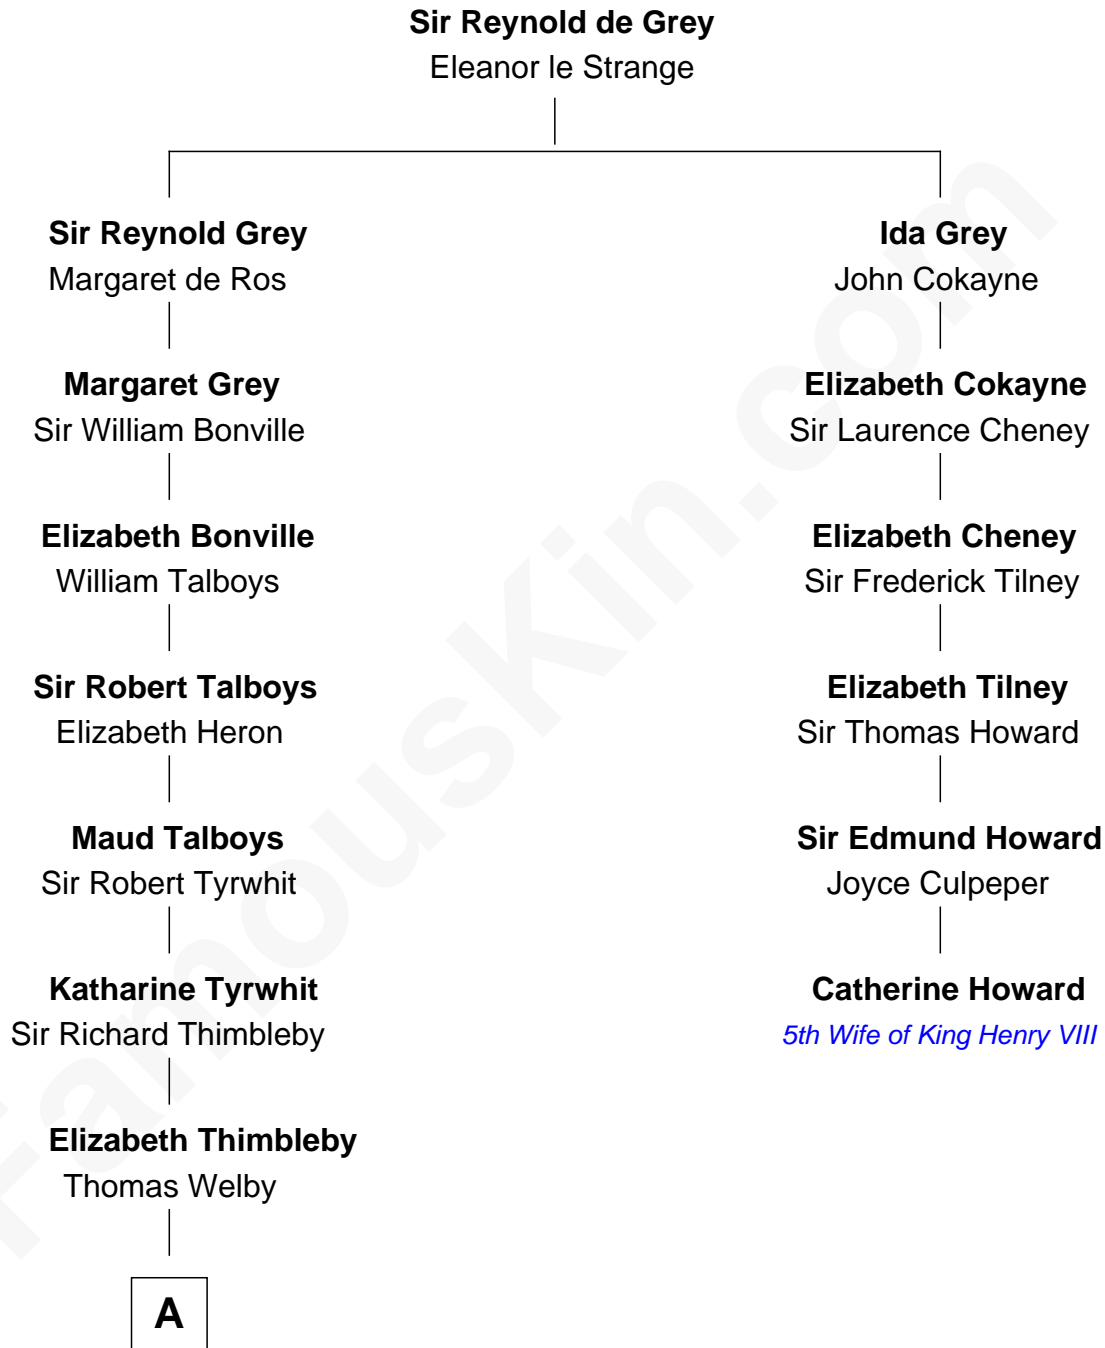 Sir Reynold de Grey
Eleanor le Strange
Sir Reynold Grey
Margaret de Ros
Ida Grey
John Cokayne
Margaret Grey
Sir William Bonville
Elizabeth Cokayne
Sir Laurence Cheney
Elizabeth Bonville
William Talboys
Elizabeth Cheney
Sir Frederick Tilney
Sir Robert Talboys
Elizabeth Heron
Elizabeth Tilney
Sir Thomas Howard
Maud Talboys
Sir Robert Tyrwhit
Sir Edmund Howard
Joyce Culpeper
Katharine Tyrwhit
Sir Richard Thimbleby
Catherine Howard
5th Wife of King Henry VIII
Elizabeth Thimbleby
Thomas Welby
A
FamousKin.com